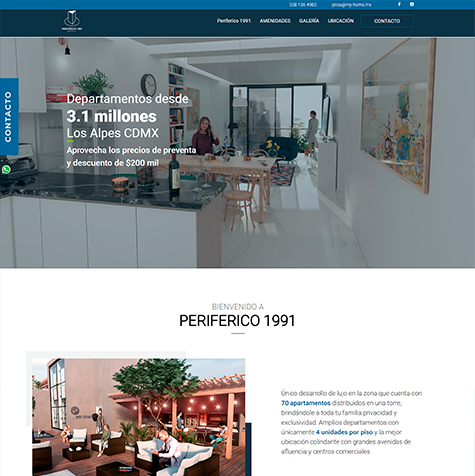 558 136 4983 prios@my-home.mx
Periferico 1991 AMENIDADES GALERÍA UBICACIÓN CONTACTO
CONTACTO
Departamentos desde
3.1 millones
Los Alpes CDMX
Aprovecha los precios de preventa
y descuento de $200 mil
BIENVENIDO A
PERIFERICO 1991
Único desarrollo de lujo en la zona que cuenta con
70 apartamentos distribuidos en una torre,
brindándole a toda tu familia privacidad y
exclusividad. Amplios departamentos con
únicamente 4 unidades por piso y la mejor
ubicación colindante con grandes avenidas de
afluencia y centros comerciales.